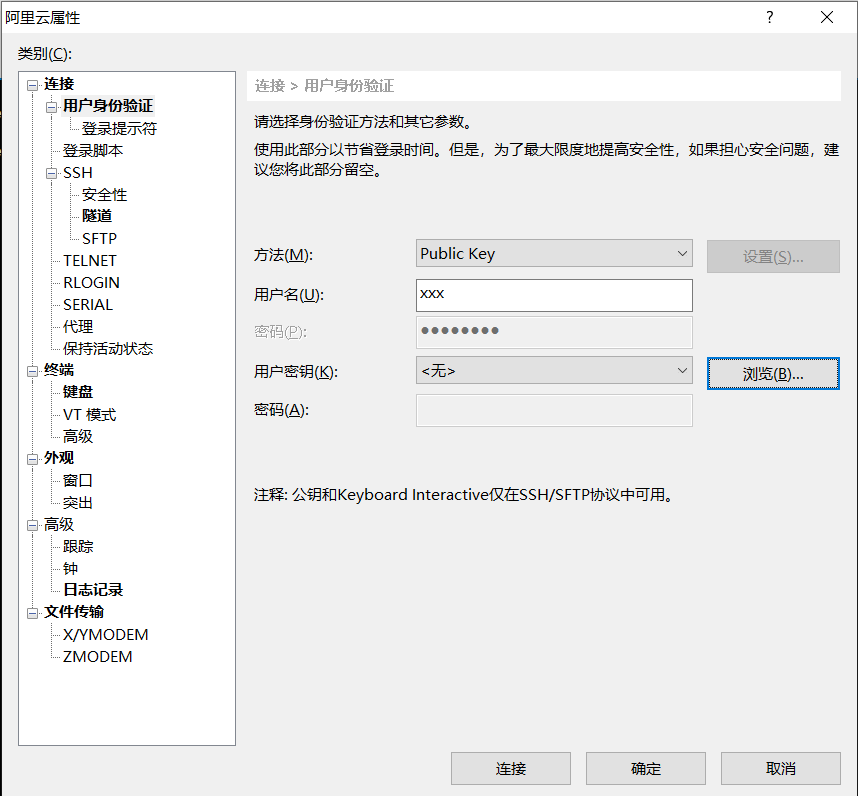 阿里云属性
?
类别(C):
连接
用户身份验证
登录提示符
登录脚本
SSH
安全性
隧道
SFTP
TELNET
RLOGIN
SERIAL
代理
保持活动状态
终端
键盘
VT 模式
高级
外观
窗口
突出
高级
跟踪
钟
日志记录
文件传输
X/YMODEM
ZMODEM
连接 > 用户身份验证
请选择身份验证方法和其它参数。
使用此部分以节省登录时间。但是，为了最大限度地提高安全性，如果担心安全问题，建
议您将此部分留空。
方法(M):
Public Key
设置(S)...
用户名(U):
xxx
密码(P):
●●●●●●●●
用户密钥(K):
<无>
浏览(B)...
密码(A):
注释: 公钥和Keyboard Interactive仅在SSH/SFTP协议中可用。
连接
确定
取消